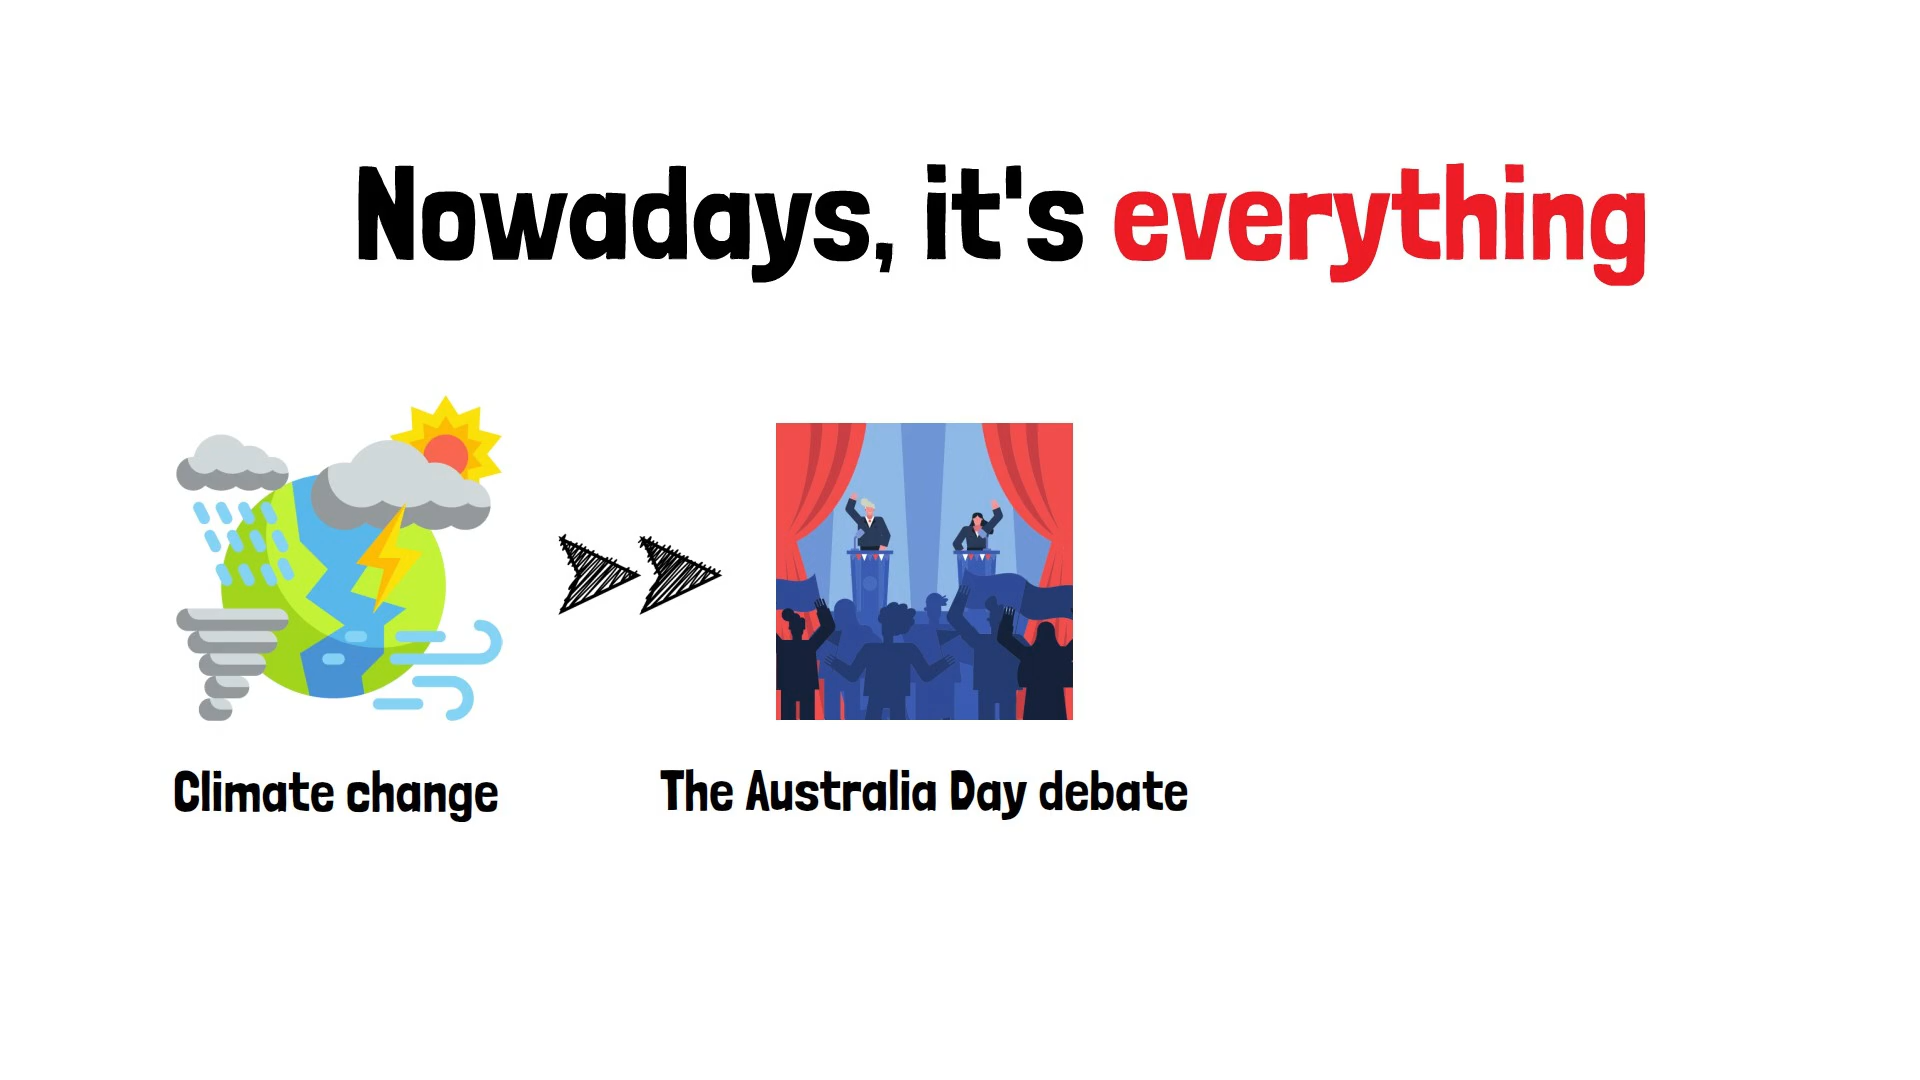 Nowadays, it's everything
Climate change
The Australia Day debate